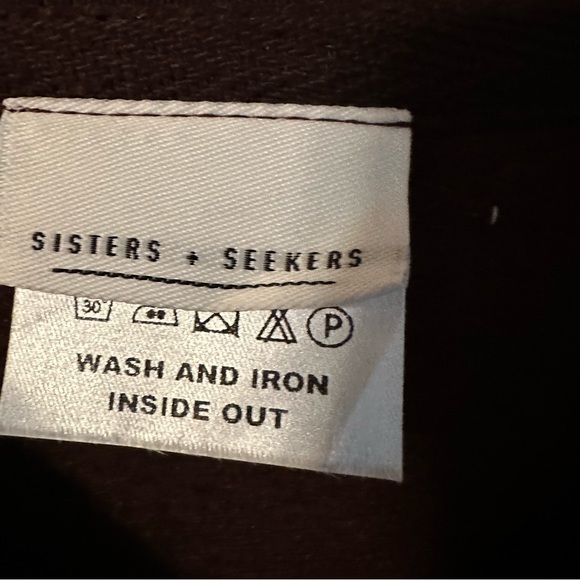 SISTERS + SEEKERS
30 P
WASH AND IRON
INSIDE OUT